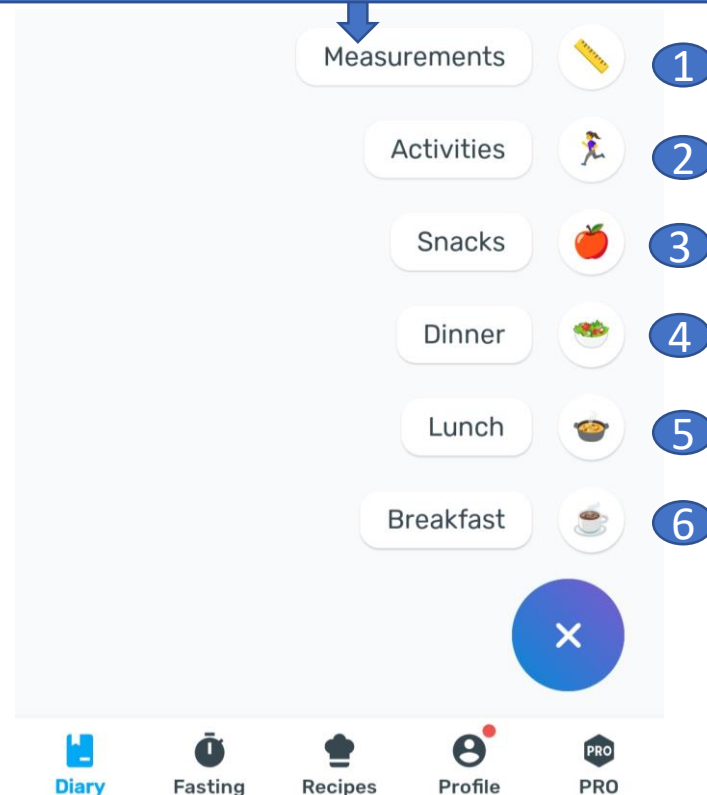 Measurements
1
Activities
2
Snacks
3
Dinner
4
Lunch
5
Breakfast
6
Diary Fasting Recipes Profile PRO
PRO